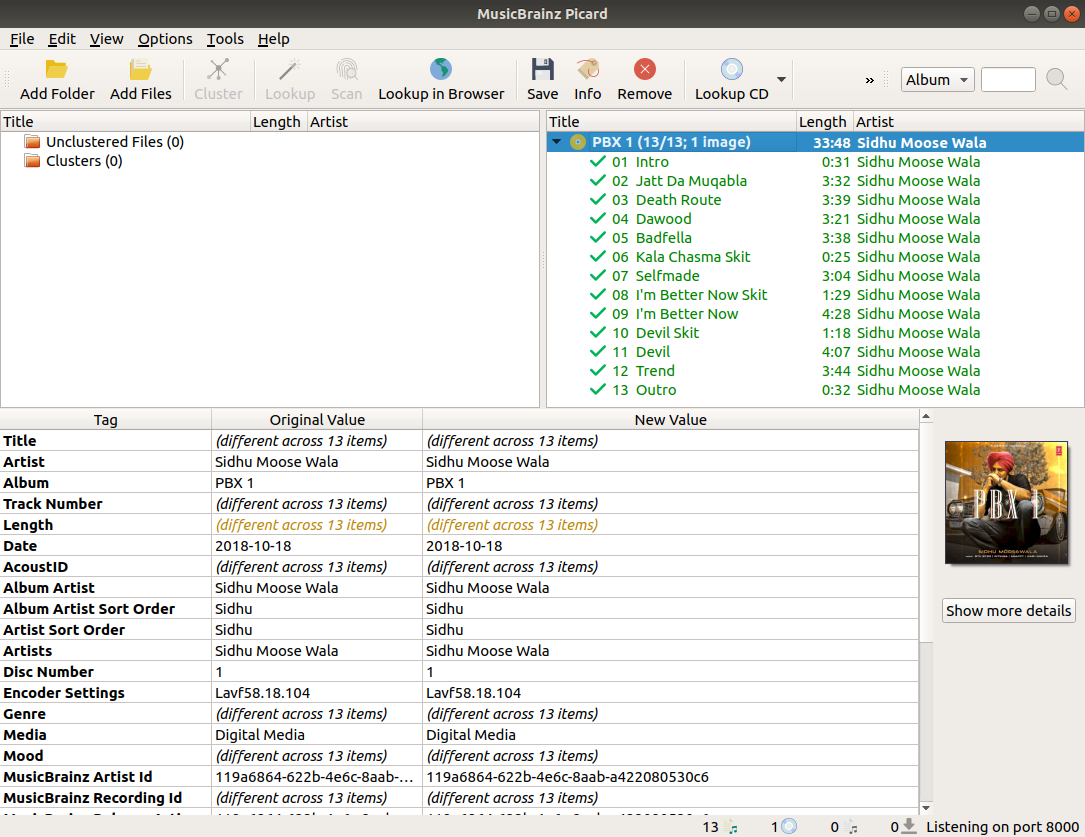 MusicBrainz Picard
File Edit View Options Tools Help
Add Folder Add Files Cluster Lookup Scan Lookup in Browser Save Info Remove Lookup CD » Album
Title Length Artist
Unclustered Files (0)
Clusters (0)
Title Length Artist
PBX 1 (13/13; 1 image) 33:48 Sidhu Moose Wala
01 Intro 0:31 Sidhu Moose Wala
02 Jatt Da Muqabla 3:32 Sidhu Moose Wala
03 Death Route 3:39 Sidhu Moose Wala
04 Dawood 3:21 Sidhu Moose Wala
05 Badfella 3:38 Sidhu Moose Wala
06 Kala Chasma Skit 0:25 Sidhu Moose Wala
07 Selfmade 3:04 Sidhu Moose Wala
08 I'm Better Now Skit 1:29 Sidhu Moose Wala
09 I'm Better Now 4:28 Sidhu Moose Wala
10 Devil Skit 1:18 Sidhu Moose Wala
11 Devil 4:07 Sidhu Moose Wala
12 Trend 3:44 Sidhu Moose Wala
13 Outro 0:32 Sidhu Moose Wala
Tag Original Value New Value
Title (different across 13 items) (different across 13 items)
Artist Sidhu Moose Wala Sidhu Moose Wala
Album PBX 1 PBX 1
Track Number (different across 13 items) (different across 13 items)
Length (different across 13 items) (different across 13 items)
Date 2018-10-18 2018-10-18
AcoustID (different across 13 items) (different across 13 items)
Album Artist Sidhu Moose Wala Sidhu Moose Wala
Album Artist Sort Order Sidhu Sidhu
Artist Sort Order Sidhu Sidhu
Artists Sidhu Moose Wala Sidhu Moose Wala
Disc Number 1 1
Encoder Settings Lavf58.18.104 Lavf58.18.104
Genre (different across 13 items) (different across 13 items)
Media Digital Media Digital Media
Mood (different across 13 items) (different across 13 items)
MusicBrainz Artist Id 119a6864-622b-4e6c-8aab-... 119a6864-622b-4e6c-8aab-a422080530c6
MusicBrainz Recording Id (different across 13 items) (different across 13 items)
PBX 1
SIDHU MOOSEWALA
Show more details
13 1 0 0 Listening on port 8000